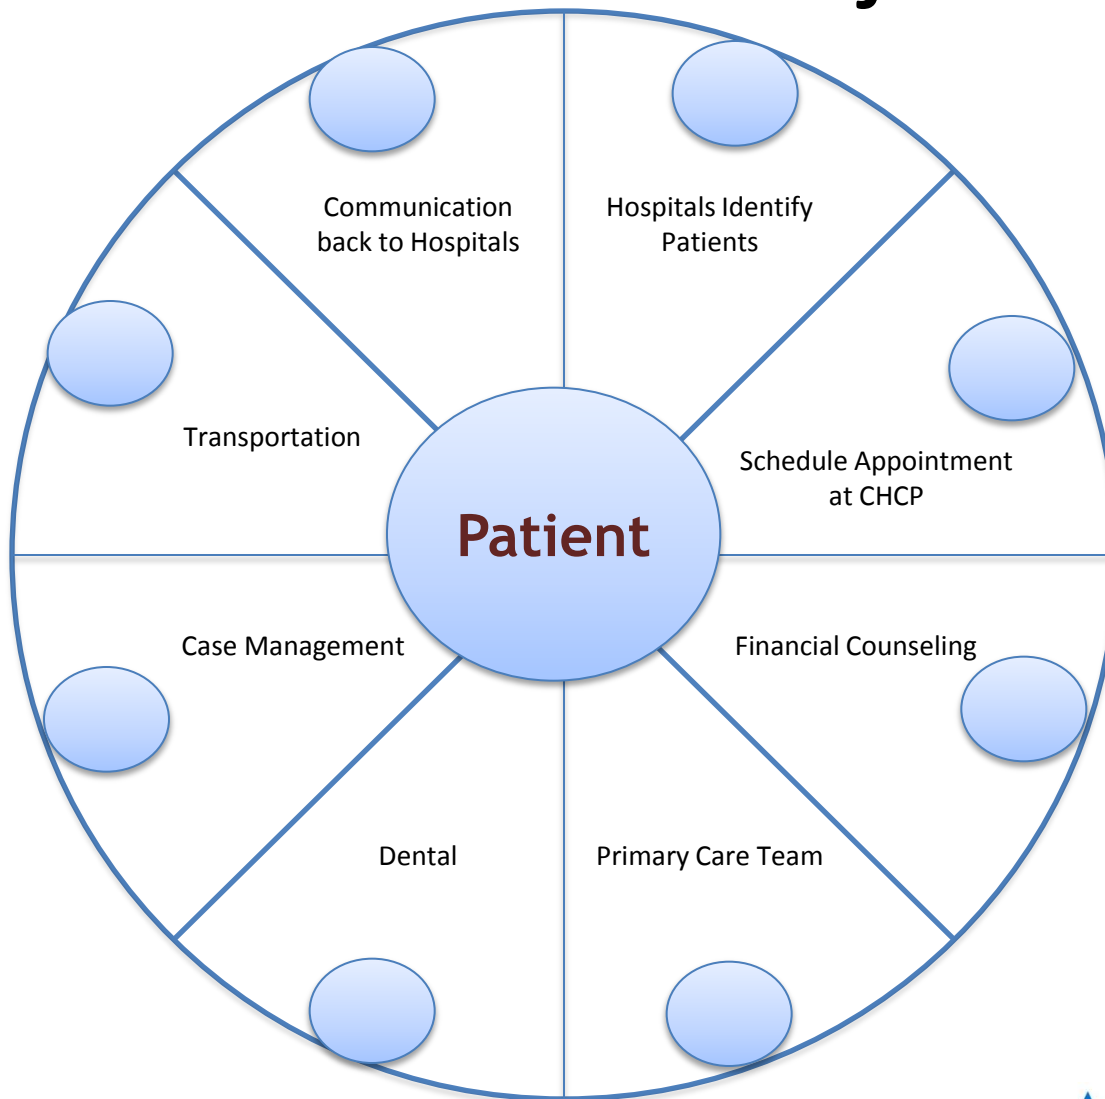 Communication
back to Hospitals
Hospitals Identify
Patients
Transportation
Schedule Appointment
at CHCP
Patient
Case Management
Financial Counseling
Dental
Primary Care Team